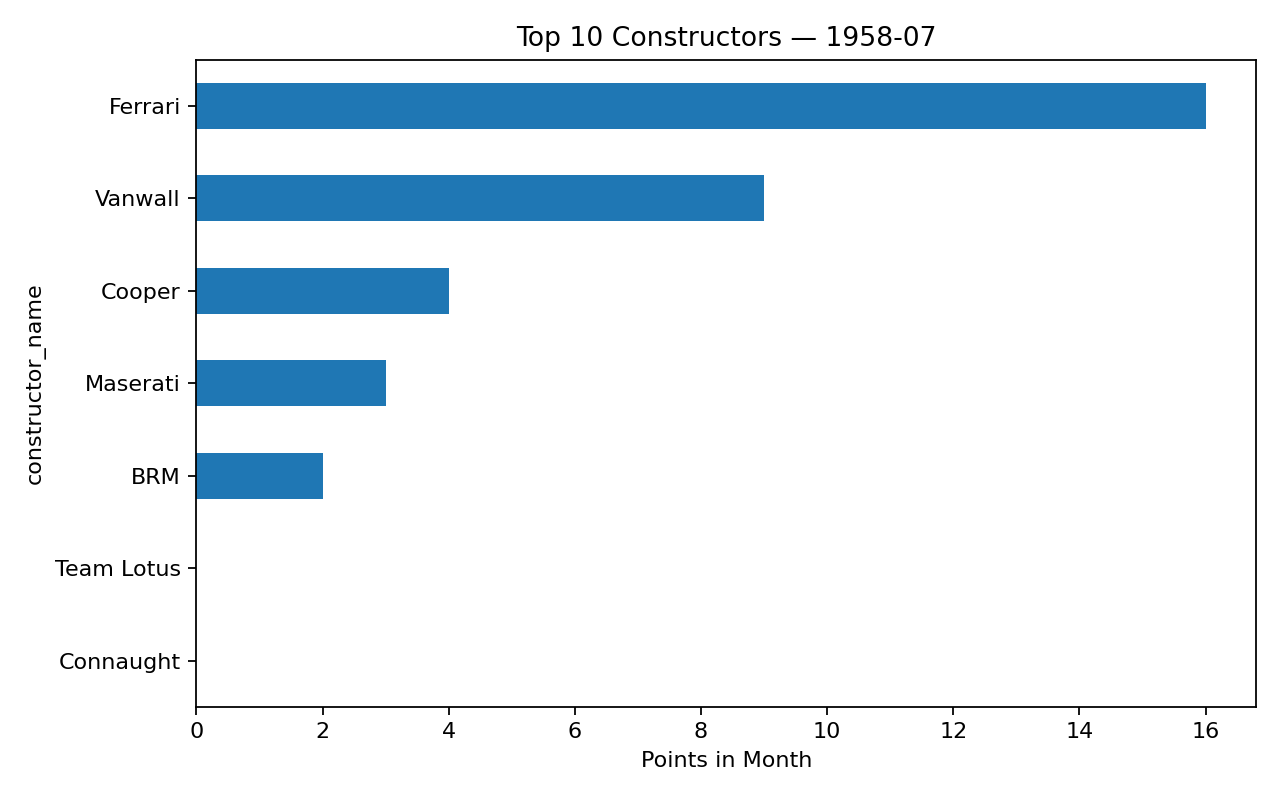 Top 10 Constructors — 1958-07
Ferrari
Vanwall
Cooper
Maserati
BRM
Team Lotus
Connaught
constructor_name
0 2 4 6 8 10 12 14 16
Points in Month